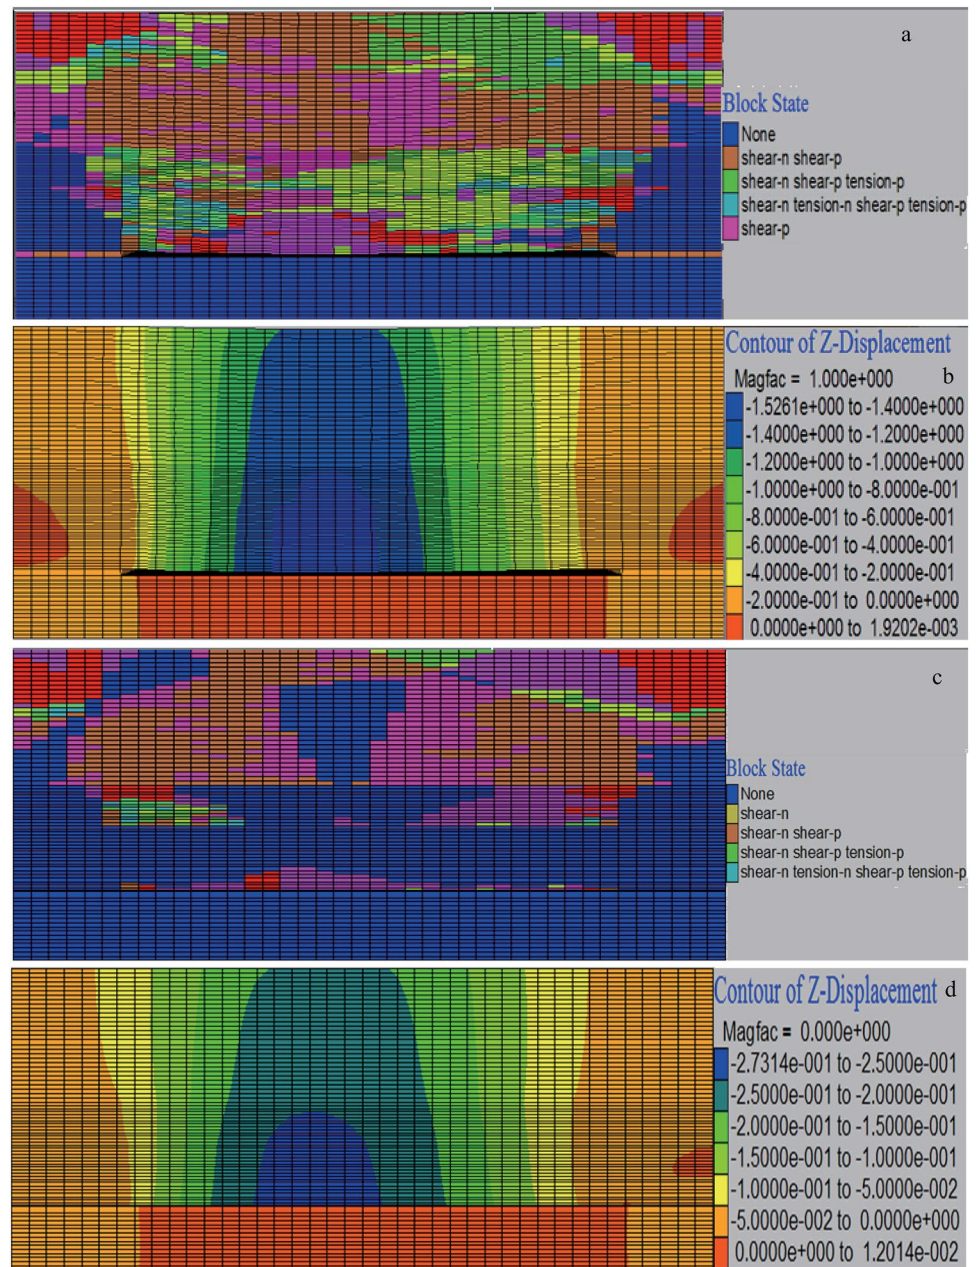 a
Block State
None
shear-n shear-p
shear-n shear-p tension-p
shear-n tension-n shear-p tension-p
shear-p
Contour of Z-Displacement
Magfac = 1.000e+000 b
-1.5261e+000 to -1.4000e+000
-1.4000e+000 to -1.2000e+000
-1.2000e+000 to -1.0000e+000
-1.0000e+000 to -8.0000e-001
-8.0000e-001 to -6.0000e-001
-6.0000e-001 to -4.0000e-001
-4.0000e-001 to -2.0000e-001
-2.0000e-001 to 0.0000e+000
0.0000e+000 to 1.9202e-003
c
Block State
None
shear-n
shear-n shear-p
shear-n shear-p tension-p
shear-n tension-n shear-p tension-p
Contour of Z-Displacement d
Magfac = 0.000e+000
-2.7314e-001 to -2.5000e-001
-2.5000e-001 to -2.0000e-001
-2.0000e-001 to -1.5000e-001
-1.5000e-001 to -1.0000e-001
-1.0000e-001 to -5.0000e-002
-5.0000e-002 to 0.0000e+000
0.0000e+000 to 1.2014e-002